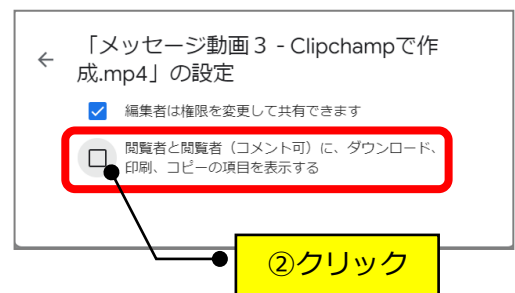 「メッセージ動画３ - Clipchampで作
成.mp4」の設定
編集者は権限を変更して共有できます
閲覧者と閲覧者（コメント可）に、ダウンロード、
印刷、コピーの項目を表示する
②クリック